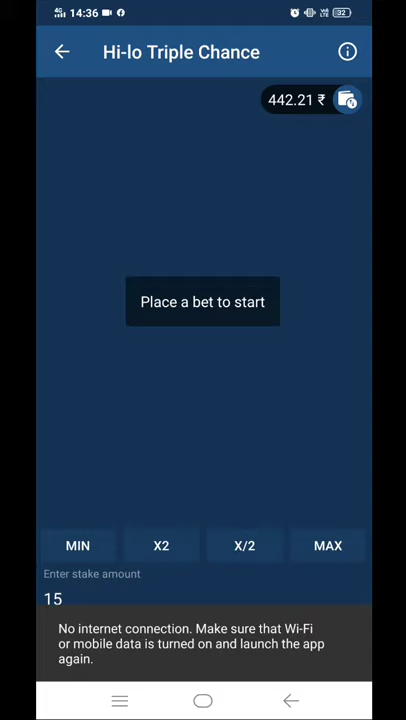 4G 14:36 32
Hi-lo Triple Chance
442.21 ₹
Place a bet to start
MIN X2 X/2 MAX
Enter stake amount
15
No internet connection. Make sure that Wi-Fi
or mobile data is turned on and launch the app
again.